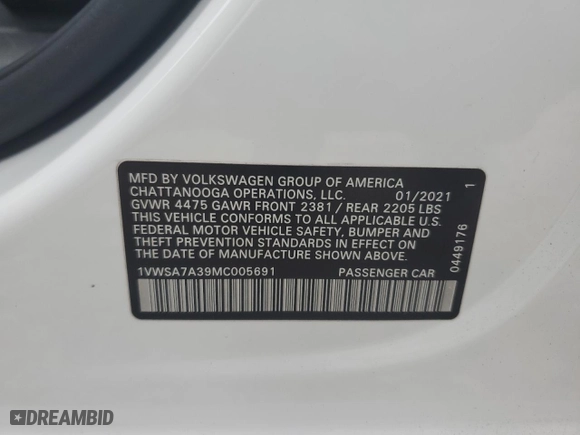 MFD BY VOLKSWAGEN GROUP OF AMERICA
CHATTANOOGA OPERATIONS, LLC. 01/2021
GVWR 4475 GAWR FRONT 2381 / REAR 2205 LBS
THIS VEHICLE CONFORMS TO ALL APPLICABLE U.S.
FEDERAL MOTOR VEHICLE SAFETY, BUMPER AND
THEFT PREVENTION STANDARDS IN EFFECT ON
THE DATE OF MANUFACTURE SHOWN ABOVE.
1VWSA7A39MC005691 PASSENGER CAR
0449176 1
DREAMBID